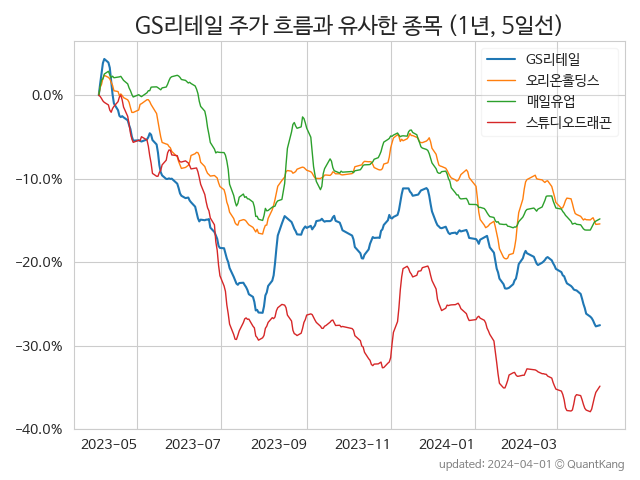 GS리테일 주가 흐름과 유사한 종목 (1년, 5일선)
GS리테일
오리온홀딩스
매일유업
스튜디오드래곤
0.0%
-10.0%
-20.0%
-30.0%
-40.0%
2023-05 2023-07 2023-09 2023-11 2024-01 2024-03
updated: 2024-04-01 © QuantKang